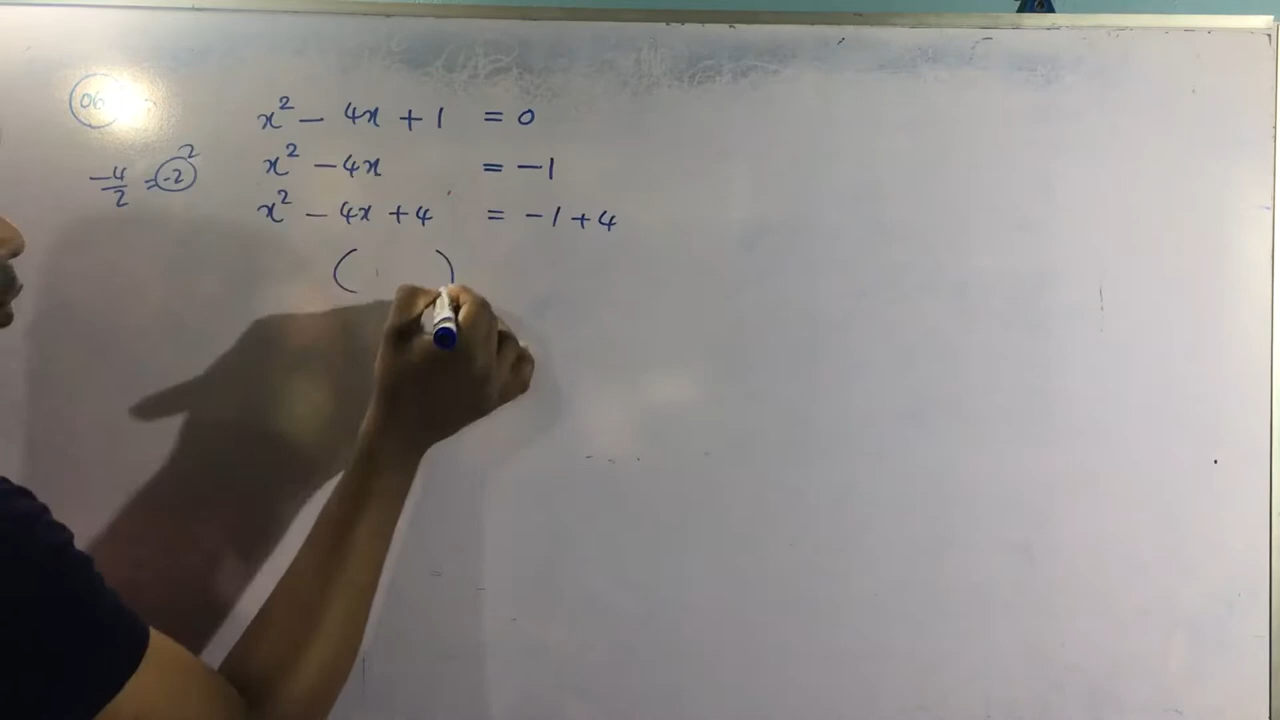 06
x² - 4x + 1 = 0
-4/2 = (-2)²
x² - 4x = -1
x² - 4x + 4 = -1 + 4
( )